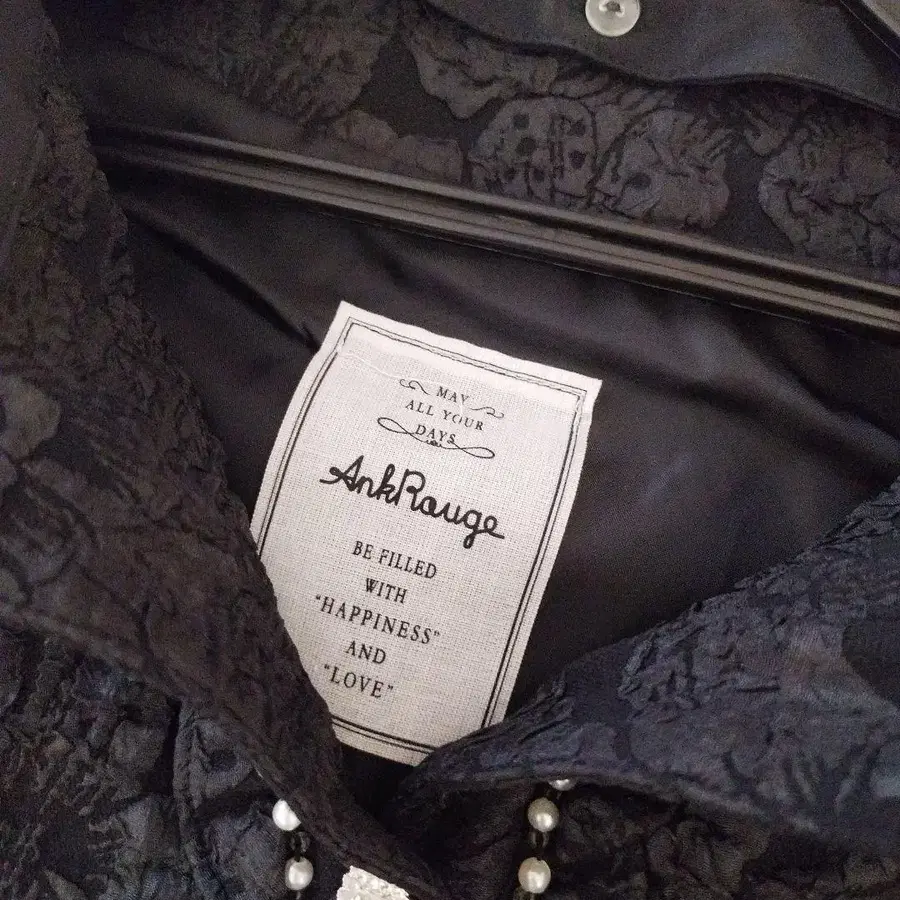 MAY
ALL YOUR
DAYS
AnkRouge
BE FILLED
WITH
"HAPPINESS"
AND
"LOVE"